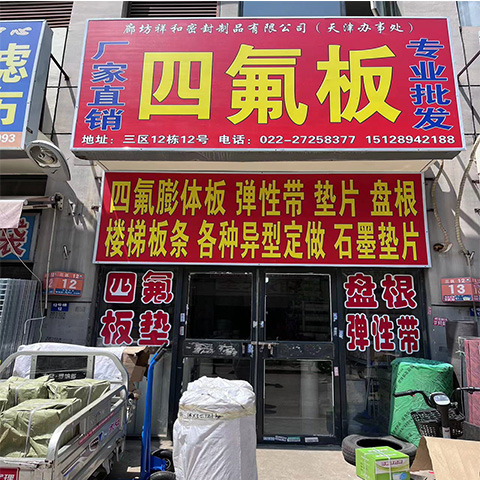 廊坊祥和密封制品有限公司（天津办事处）
厂家直销
四氟板
专业批发
地址：三区12栋12号 电话：022-27258377 15128942188
四氟膨体板 弹性带 垫片 盘根
楼梯板条 各种异型定做 石墨垫片
四氟
板垫
盘根
弹性带
12
13
滤
布
093